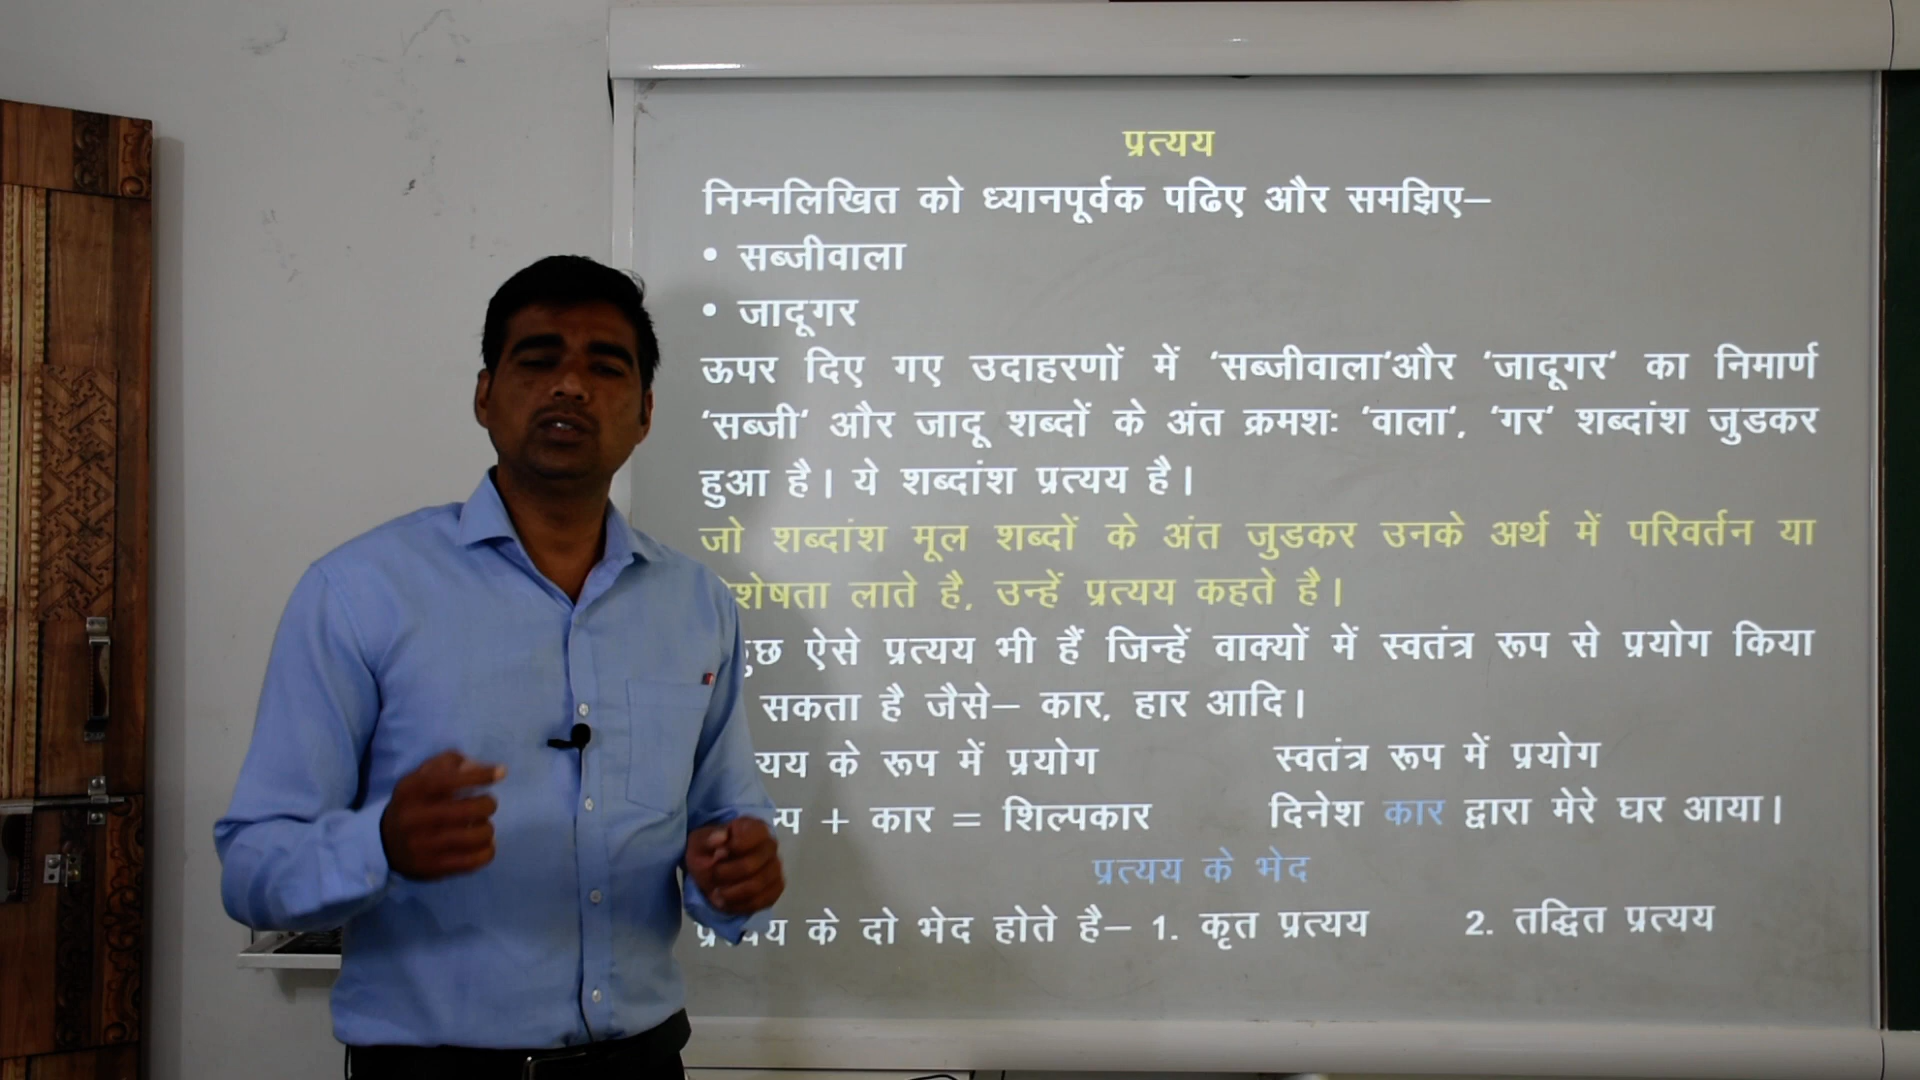 प्रत्यय
निम्नलिखित को ध्यानपूर्वक पढिए और समझिए–
• सब्जीवाला
• जादूगर
ऊपर दिए गए उदाहरणों में 'सब्जीवाला'और 'जादूगर' का निमार्ण
'सब्जी' और जादू शब्दों के अंत क्रमशः 'वाला', 'गर' शब्दांश जुडकर
हुआ है। ये शब्दांश प्रत्यय है।
जो शब्दांश मूल शब्दों के अंत जुडकर उनके अर्थ में परिवर्तन या
लाते है, उन्हें प्रत्यय कहते है।
ऐसे प्रत्यय भी हैं जिन्हें वाक्यों में स्वतंत्र रूप से प्रयोग किया
सकता है जैसे– कार, हार आदि।
के रूप में प्रयोग स्वतंत्र रूप में प्रयोग
+ कार = शिल्पकार दिनेश कार द्वारा मेरे घर आया।
प्रत्यय के भेद
के दो भेद होते है– 1. कृत प्रत्यय 2. तद्धित प्रत्यय